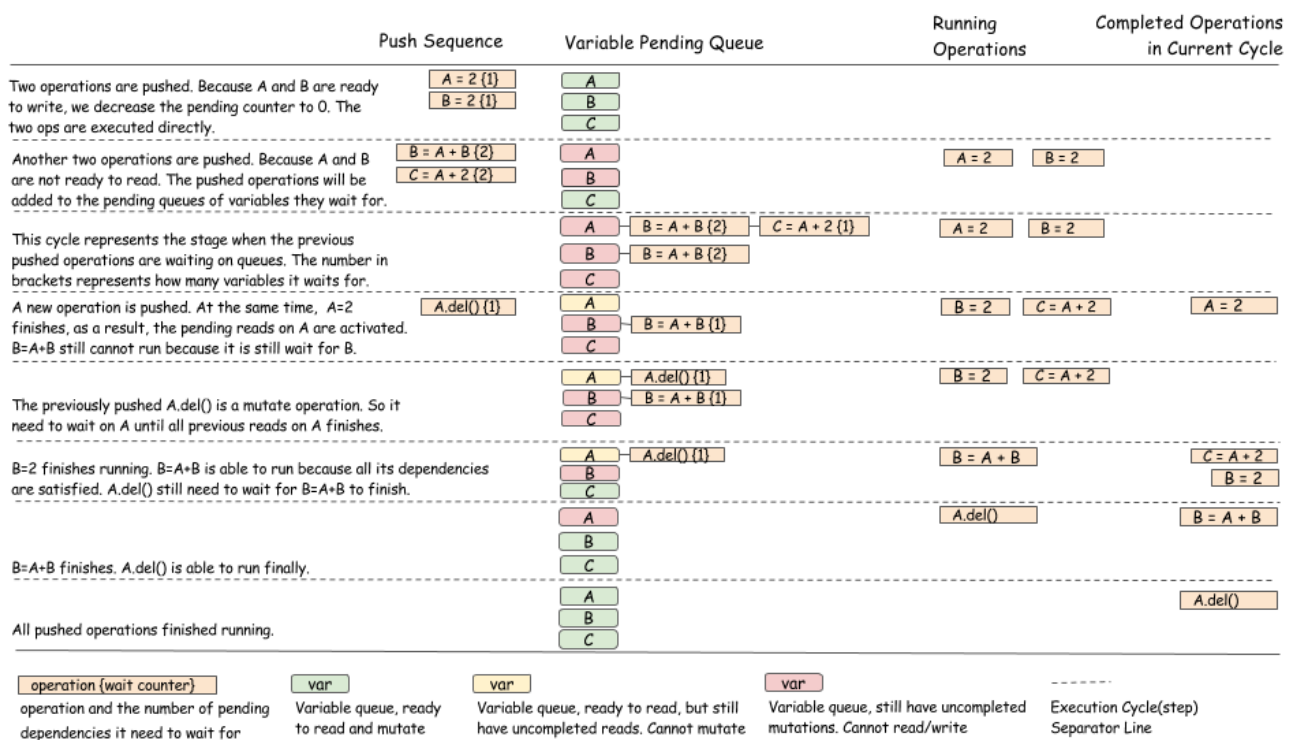 Push Sequence
Variable Pending Queue
Running
Operations
Completed Operations
in Current Cycle
Two operations are pushed. Because A and B are ready
to write, we decrease the pending counter to 0. The
two ops are executed directly.
A = 2 {1}
B = 2 {1}
A
B
C
Another two operations are pushed. Because A and B
are not ready to read. The pushed operations will be
added to the pending queues of variables they wait for.
B = A + B {2}
C = A + 2 {2}
A
B
C
A = 2
B = 2
This cycle represents the stage when the previous
pushed operations are waiting on queues. The number in
brackets represents how many variables it waits for.
A
B = A + B {2}
C = A + 2 {1}
B
B = A + B {2}
C
A = 2
B = 2
A new operation is pushed. At the same time, A=2
finishes, as a result, the pending reads on A are activated.
B=A+B still cannot run because it is still wait for B.
A.del() {1}
A
B
B = A + B {1}
C
B = 2
C = A + 2
A = 2
The previously pushed A.del() is a mutate operation. So it
need to wait on A until all previous reads on A finishes.
A
A.del() {1}
B
B = A + B {1}
C
B = 2
C = A + 2
B=2 finishes running. B=A+B is able to run because all its dependencies
are satisfied. A.del() still need to wait for B=A+B to finish.
A
A.del() {1}
B
C
B = A + B
C = A + 2
B = 2
B=A+B finishes. A.del() is able to run finally.
A
B
C
A.del()
B = A + B
All pushed operations finished running.
A
B
C
A.del()
operation {wait counter}
operation and the number of pending
dependencies it need to wait for
var
Variable queue, ready
to read and mutate
var
Variable queue, ready to read, but still
have uncompleted reads. Cannot mutate
var
Variable queue, still have uncompleted
mutations. Cannot read/write
Execution Cycle(step)
Separator Line